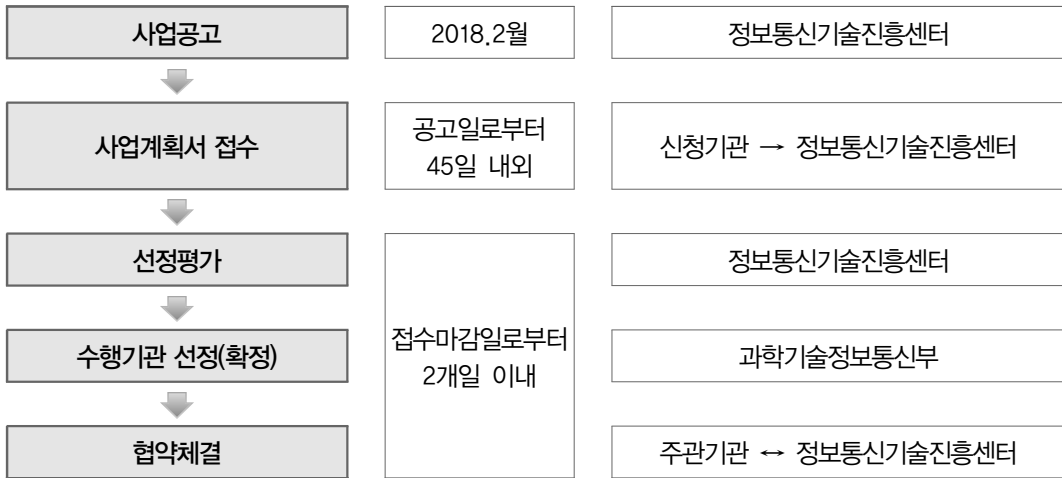 사업공고
2018.2월
정보통신기술진흥센터
사업계획서 접수
공고일로부터
45일 내외
신청기관 → 정보통신기술진흥센터
선정평가
정보통신기술진흥센터
접수마감일로부터
2개일 이내
수행기관 선정(확정)
과학기술정보통신부
협약체결
주관기관 ↔ 정보통신기술진흥센터